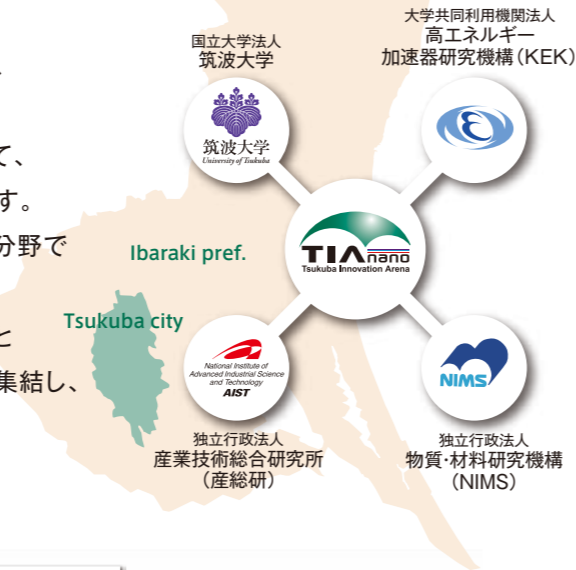 て、
す。
分野で
と
集結し、
国立大学法人
筑波大学
筑波大学
University of Tsukuba
大学共同利用機関法人
高エネルギー
加速器研究機構（KEK）
Ibaraki pref.
Tsukuba city
TIA nano
Tsukuba Innovation Arena
National Institute of
Advanced Industrial Science
and Technology
AIST
独立行政法人
産業技術総合研究所
（産総研）
NIMS
独立行政法人
物質・材料研究機構
（NIMS）